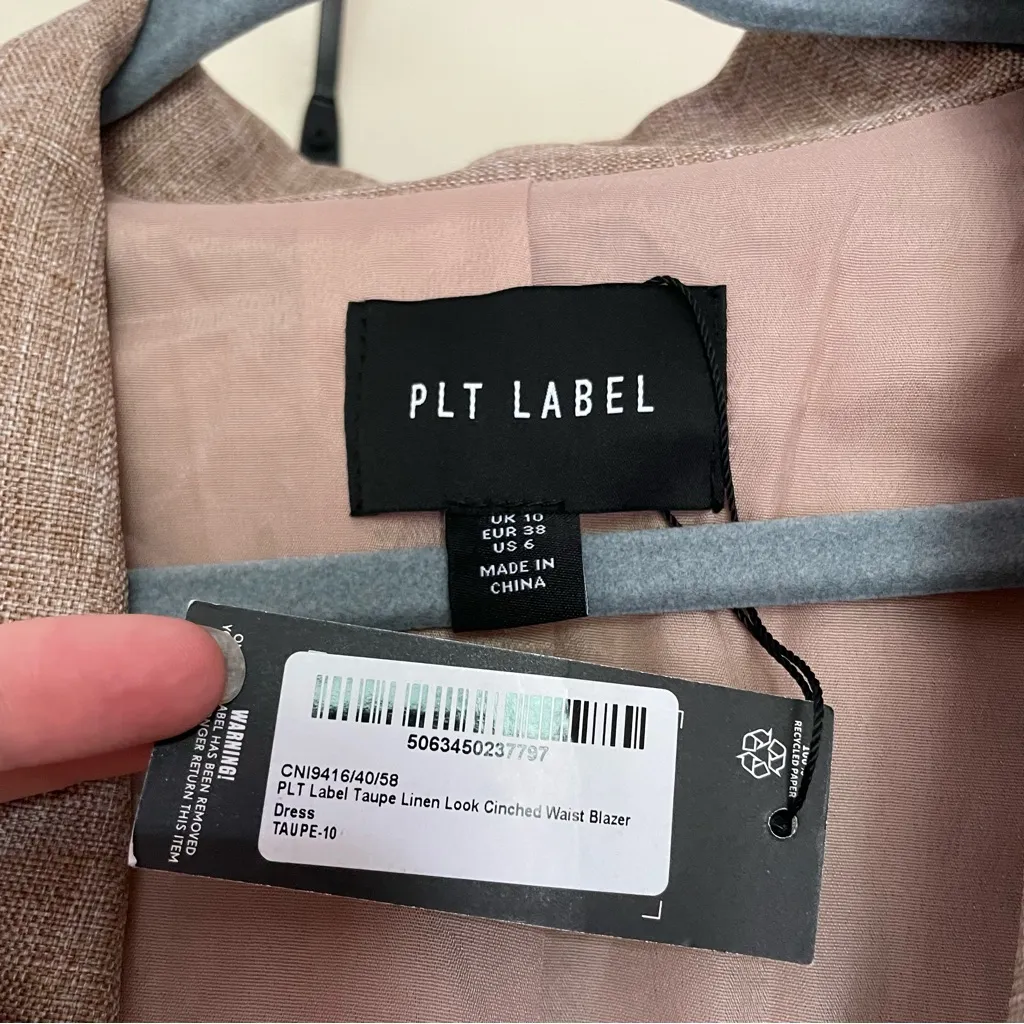 PLT LABEL
UK 10
EUR 38
US 6
MADE IN
CHINA
5063450237797
CNI9416/40/58
PLT Label Taupe Linen Look Cinched Waist Blazer
Dress
TAUPE-10
WARNING!
LABEL HAS BEEN REMOVED
RETURN THIS ITEM
100%
RECYCLED PAPER